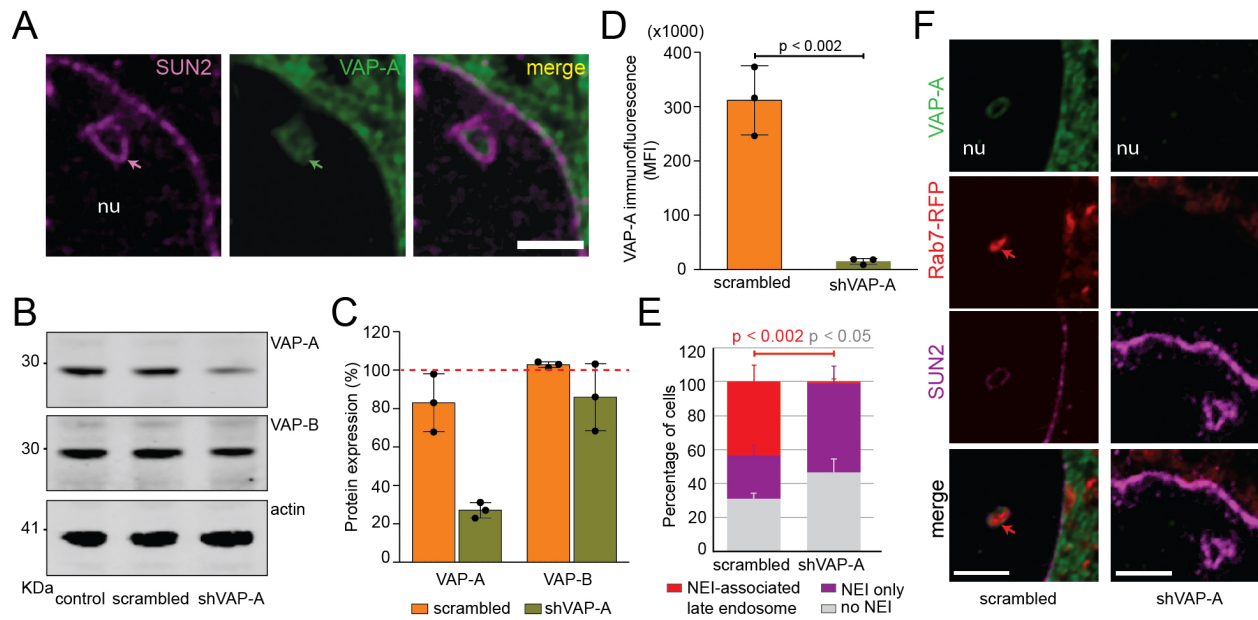 A
SUN2
VAP-A
merge
nu
B
VAP-A
30
VAP-B
30
actin
41
KDa
control
scrambled
shVAP-A
C
Protein expression (%)
120
100
80
60
40
20
0
VAP-A
VAP-B
scrambled
shVAP-A
D
(x1000)
VAP-A immunofluorescence
(MFI)
400
300
200
100
0
p < 0.002
scrambled
shVAP-A
E
p < 0.002
p < 0.05
Percentage of cells
120
100
80
60
40
20
0
scrambled
shVAP-A
NEI-associated
late endosome
NEI only
no NEI
F
VAP-A
nu
nu
Rab7-RFP
SUN2
merge
scrambled
shVAP-A